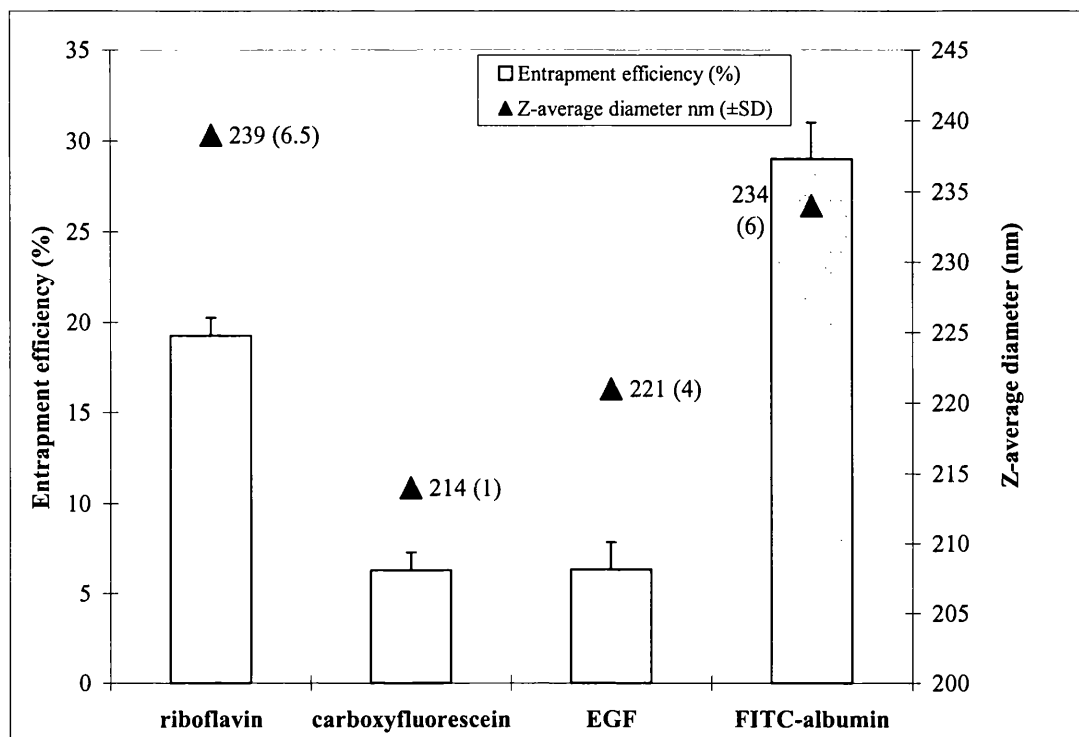 Entrapment efficiency (%)
Z-average diameter nm (±SD)
35
30
25
20
15
10
5
0
Entrapment efficiency (%)
245
240
235
230
225
220
215
210
205
200
Z-average diameter (nm)
239 (6.5)
214 (1)
221 (4)
234
(6)
riboflavin
carboxyfluorescein
EGF
FITC-albumin